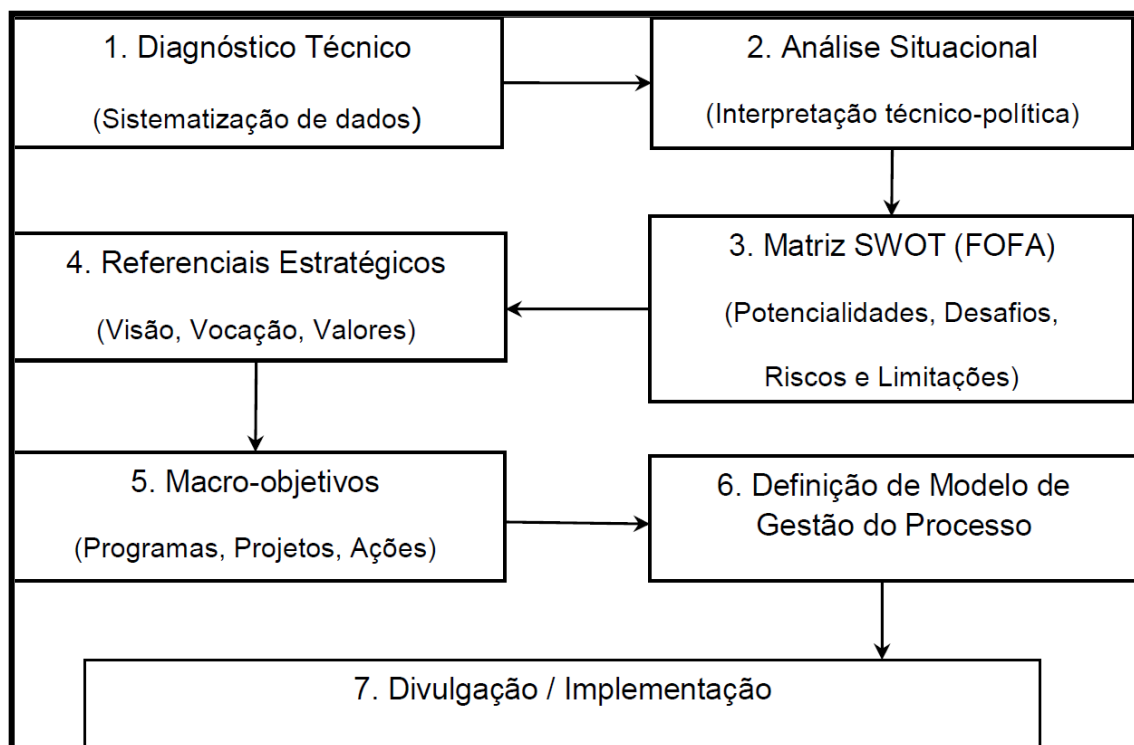 1. Diagnóstico Técnico
(Sistematização de dados)
2. Análise Situacional
(Interpretação técnico-política)
3. Matriz SWOT (FOFA)
(Potencialidades, Desafios,
Riscos e Limitações)
4. Referenciais Estratégicos
(Visão, Vocação, Valores)
5. Macro-objetivos
(Programas, Projetos, Ações)
6. Definição de Modelo de
Gestão do Processo
7. Divulgação / Implementação